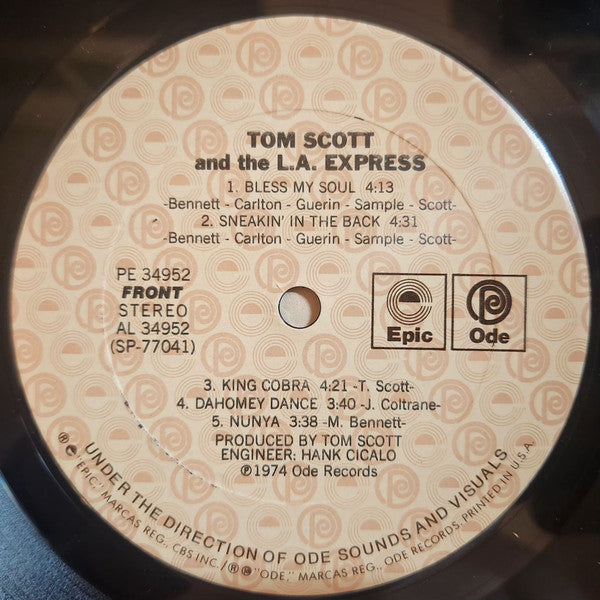 TOM SCOTT
and the L.A. EXPRESS
1. BLESS MY SOUL 4:13
-Bennett - Carlton - Guerin - Sample - Scott-
2. SNEAKIN' IN THE BACK 4:31
-Bennett - Carlton - Guerin - Sample - Scott-
PE 34952
FRONT
STEREO
AL 34952
(SP-77041)
Epic
Ode
3. KING COBRA 4:21 -T. Scott-
4. DAHOMEY DANCE 3:40 -J. Coltrane-
5. NUNYA 3:38 -M. Bennett-
PRODUCED BY TOM SCOTT
ENGINEER: HANK CICALO
℗1974 Ode Records
UNDER THE DIRECTION OF ODE SOUNDS AND VISUALS
"EPIC," MARCAS REG., CBS INC./ "ODE," MARCAS REG., ODE RECORDS. PRINTED IN U.S.A.